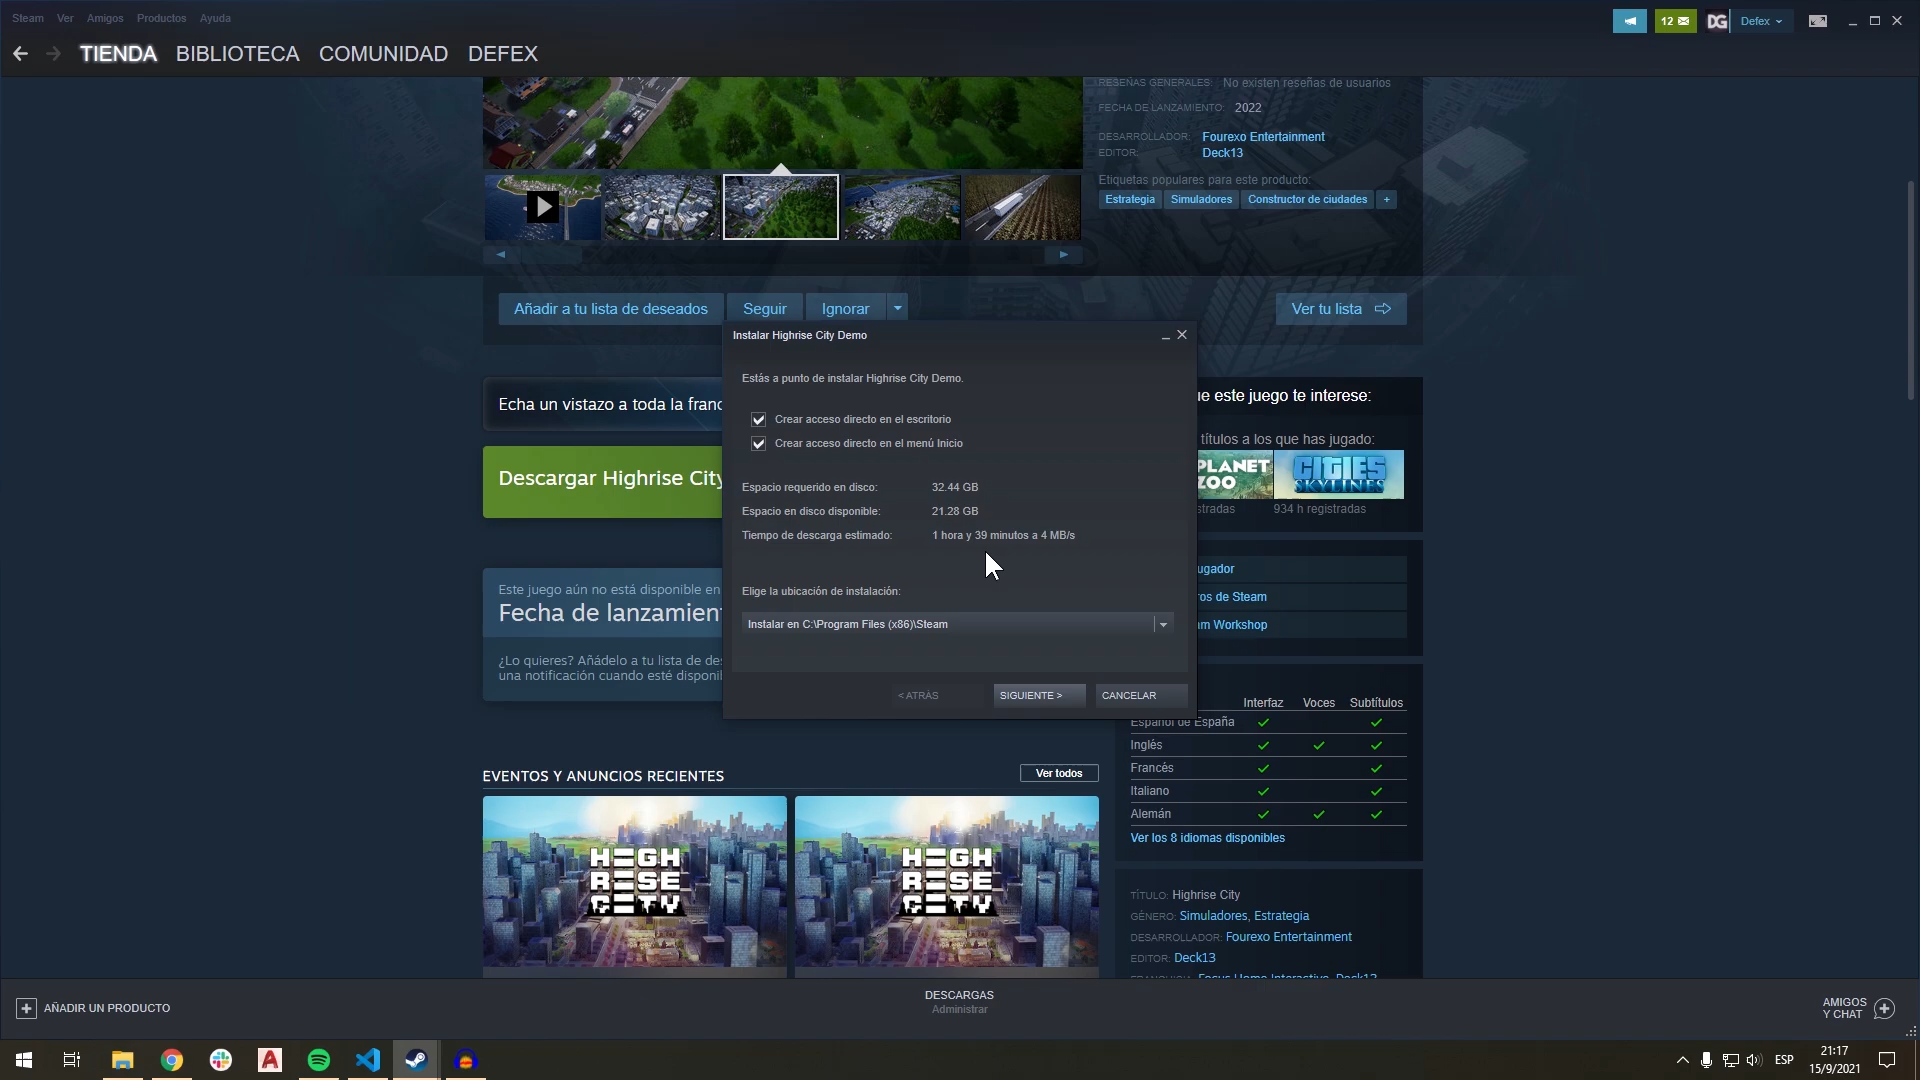 Steam Ver Amigos Productos Ayuda
12 DG Defex
TIENDA BIBLIOTECA COMUNIDAD DEFEX
RESEÑAS GENERALES: No existen reseñas de usuarios
FECHA DE LANZAMIENTO: 2022
DESARROLLADOR: Fourexo Entertainment
EDITOR: Deck13
Etiquetas populares para este producto:
Estrategia Simuladores Constructor de ciudades +
Añadir a tu lista de deseados Seguir Ignorar Ver tu lista
Instalar Highrise City Demo
Estás a punto de instalar Highrise City Demo.
Crear acceso directo en el escritorio
Crear acceso directo en el menú Inicio
Espacio requerido en disco: 32.44 GB
Espacio en disco disponible: 21.28 GB
Tiempo de descarga estimado: 1 hora y 39 minutos a 4 MB/s
Elige la ubicación de instalación:
Instalar en C:\Program Files (x86)\Steam
< ATRÁS SIGUIENTE > CANCELAR
Echa un vistazo a toda la franc
Descargar Highrise City
Este juego aún no está disponible en
Fecha de lanzamien
¿Lo quieres? Añádelo a tu lista de de
una notificación cuando esté disponi
ue este juego te interese:
títulos a los que has jugado:
PLANET ZOO
CITIES SKYLINES
stradas 934 h registradas
ugador
ros de Steam
m Workshop
Interfaz Voces Subtítulos
Español de España
Inglés
Francés
Italiano
Alemán
Ver los 8 idiomas disponibles
EVENTOS Y ANUNCIOS RECIENTES Ver todos
HIGH RISE CITY
HIGH RISE CITY
TÍTULO: Highrise City
GÉNERO: Simuladores, Estrategia
DESARROLLADOR: Fourexo Entertainment
EDITOR: Deck13
FRANQUICIA: Focus Home Interactive, Deck13
AÑADIR UN PRODUCTO
DESCARGAS
Administrar
AMIGOS
Y CHAT
ESP
21:17
15/9/2021